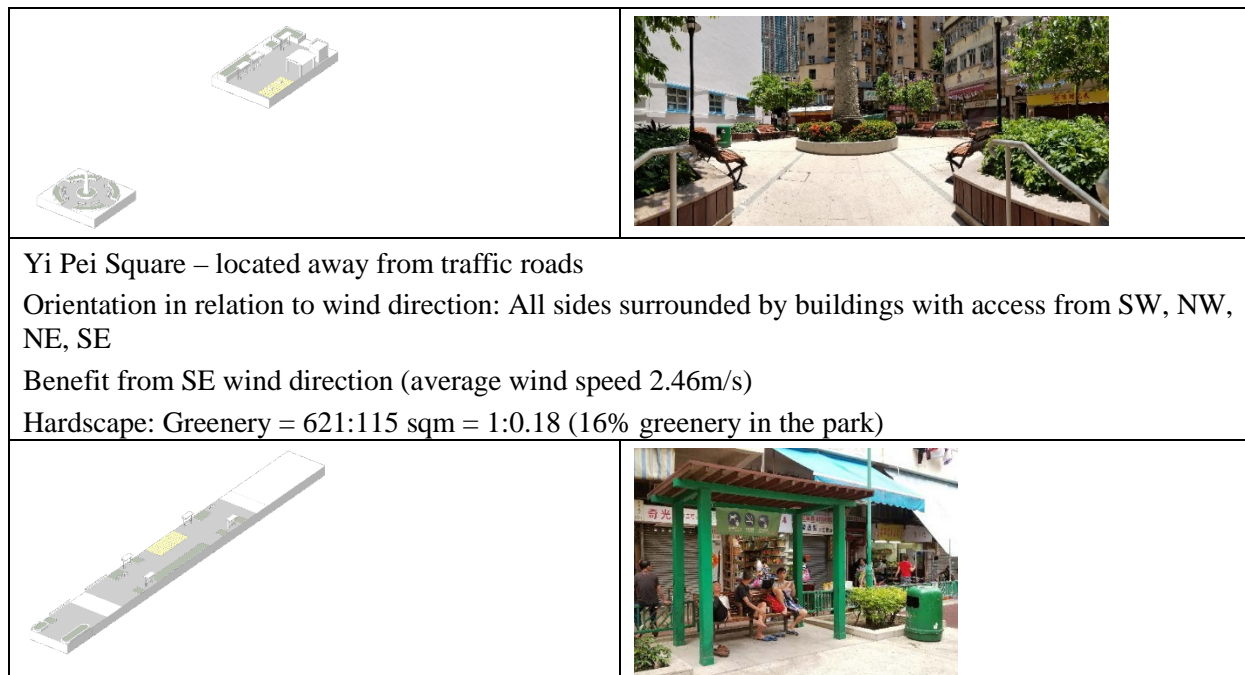 Yi Pei Square – located away from traffic roads
Orientation in relation to wind direction: All sides surrounded by buildings with access from SW, NW,
NE, SE
Benefit from SE wind direction (average wind speed 2.46m/s)
Hardscape: Greenery = 621:115 sqm = 1:0.18 (16% greenery in the park)
奇光